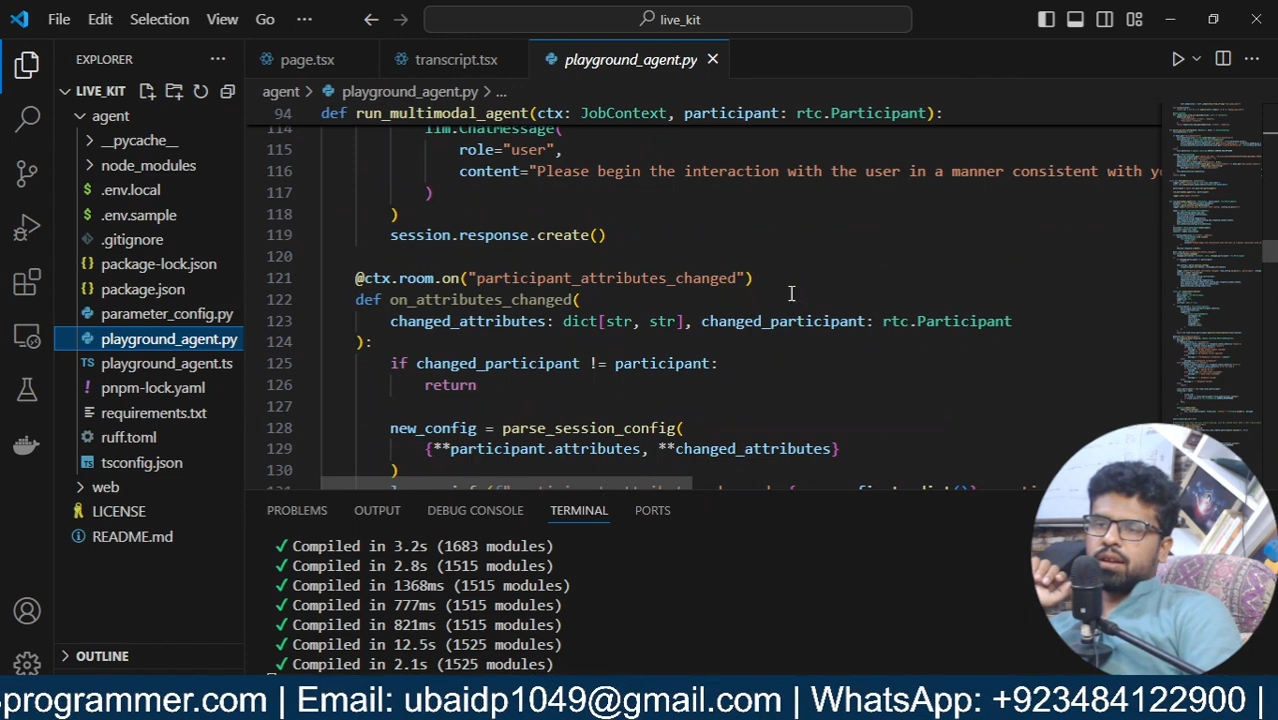 File Edit Selection View Go ··· live_kit
EXPLORER ···
page.tsx transcript.tsx playground_agent.py
LIVE_KIT
agent > playground_agent.py > ...
agent
__pycache__
node_modules
.env.local
.env.sample
.gitignore
package-lock.json
package.json
parameter_config.py
playground_agent.py
playground_agent.ts
pnpm-lock.yaml
requirements.txt
ruff.toml
tsconfig.json
web
LICENSE
README.md
OUTLINE
94 def run_multimodal_agent(ctx: JobContext, participant: rtc.Participant):
114 llm.ChatMessage(
115 role="user",
116 content="Please begin the interaction with the user in a manner consistent with
117 )
118 )
119 session.response.create()
120
121 @ctx.room.on("participant_attributes_changed")
122 def on_attributes_changed(
123 changed_attributes: dict[str, str], changed_participant: rtc.Participant
124 ):
125 if changed_participant != participant:
126 return
127
128 new_config = parse_session_config(
129 {**participant.attributes, **changed_attributes}
130 )
PROBLEMS OUTPUT DEBUG CONSOLE TERMINAL PORTS
✓ Compiled in 3.2s (1683 modules)
✓ Compiled in 2.8s (1515 modules)
✓ Compiled in 1368ms (1515 modules)
✓ Compiled in 777ms (1515 modules)
✓ Compiled in 821ms (1515 modules)
✓ Compiled in 12.5s (1525 modules)
✓ Compiled in 2.1s (1525 modules)
-programmer.com | Email: ubaidp1049@gmail.com | WhatsApp: +923484122900 |